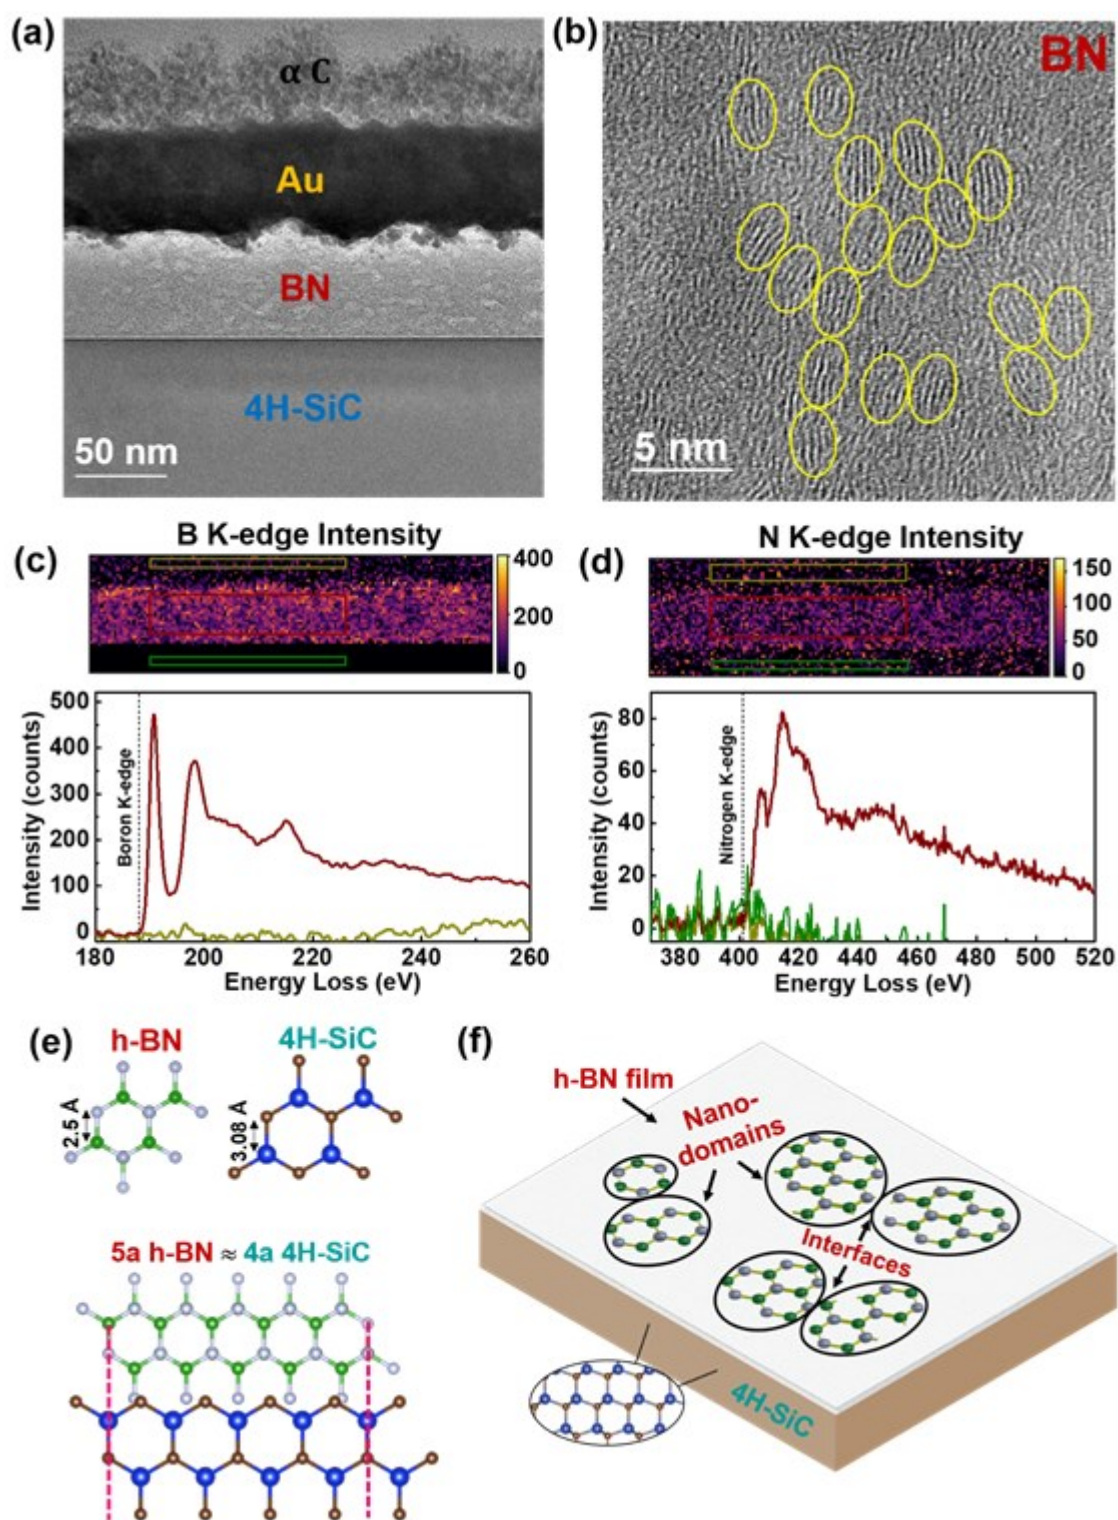 (a)
α C
Au
BN
4H-SiC
50 nm
(b)
BN
5 nm
(c)
B K-edge Intensity
400
200
0
500
400
300
200
100
0
Intensity (counts)
Boron K-edge
180 200 220 240 260
Energy Loss (eV)
(d)
N K-edge Intensity
150
100
50
0
80
60
40
20
0
Intensity (counts)
Nitrogen K-edge
380 400 420 440 460 480 500 520
Energy Loss (eV)
(e)
h-BN
4H-SiC
2.5 A
3.08 A
5a h-BN ≈ 4a 4H-SiC
(f)
h-BN film
Nano-
domains
Interfaces
4H-SiC